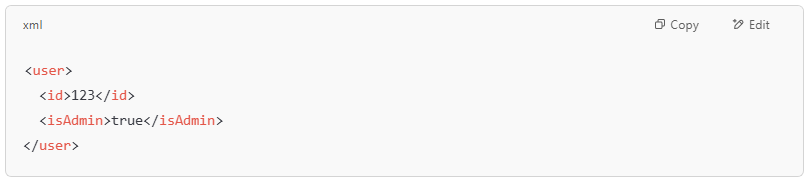 xml Copy Edit
<user>
<id>123</id>
<isAdmin>true</isAdmin>
</user>